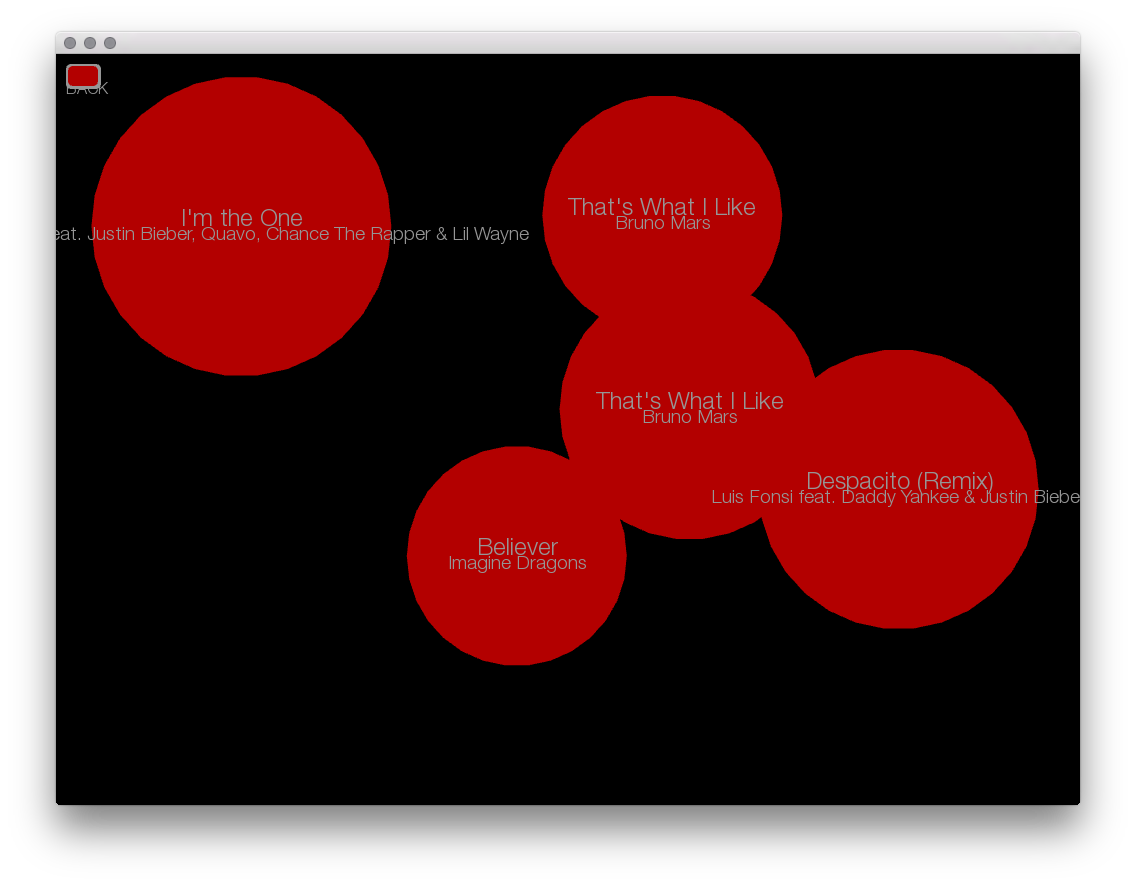 BACK
I'm the One
eat. Justin Bieber, Quavo, Chance The Rapper & Lil Wayne
That's What I Like
Bruno Mars
That's What I Like
Bruno Mars
Despacito (Remix)
Luis Fonsi feat. Daddy Yankee & Justin Biebe
Believer
Imagine Dragons